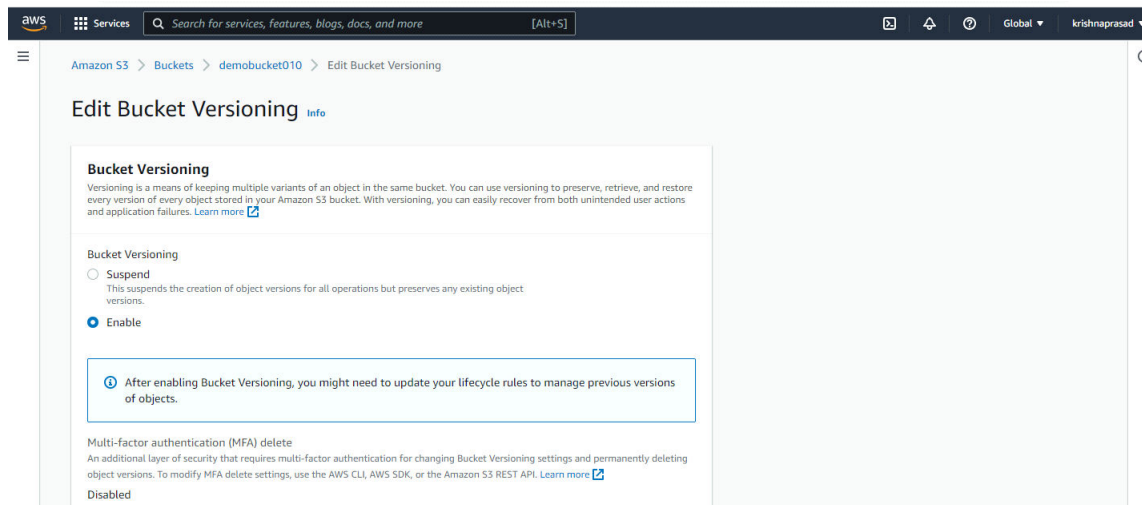 aws
Services
Search for services, features, blogs, docs, and more
[Alt+S]
Global
krishnaprasad
Amazon S3 > Buckets > demobucket010 > Edit Bucket Versioning
Edit Bucket Versioning Info
Bucket Versioning
Versioning is a means of keeping multiple variants of an object in the same bucket. You can use versioning to preserve, retrieve, and restore
every version of every object stored in your Amazon S3 bucket. With versioning, you can easily recover from both unintended user actions
and application failures. Learn more
Bucket Versioning
Suspend
This suspends the creation of object versions for all operations but preserves any existing object
versions.
Enable
After enabling Bucket Versioning, you might need to update your lifecycle rules to manage previous versions
of objects.
Multi-factor authentication (MFA) delete
An additional layer of security that requires multi-factor authentication for changing Bucket Versioning settings and permanently deleting
object versions. To modify MFA delete settings, use the AWS CLI, AWS SDK, or the Amazon S3 REST API. Learn more
Disabled